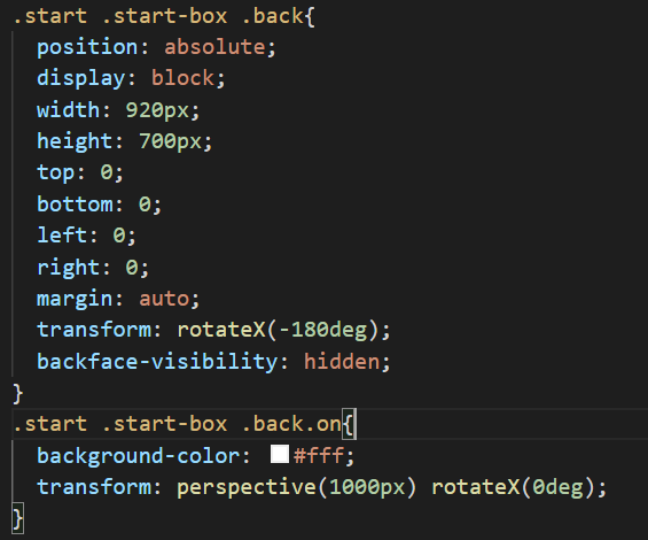 .start .start-box .back{
position: absolute;
display: block;
width: 920px;
height: 700px;
top: 0;
bottom: 0;
left: 0;
right: 0;
margin: auto;
transform: rotateX(-180deg);
backface-visibility: hidden;
}
.start .start-box .back.on{
background-color: #fff;
transform: perspective(1000px) rotateX(0deg);
}